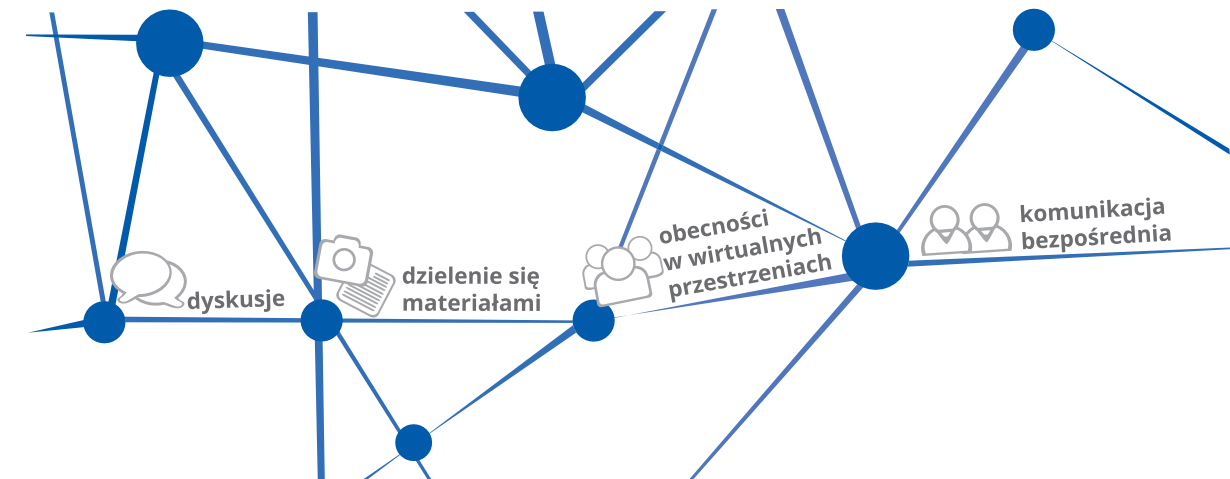 dyskusje
dzielenie się
materiałami
obecności
w wirtualnych
przestrzeniach
komunikacja
bezpośrednia